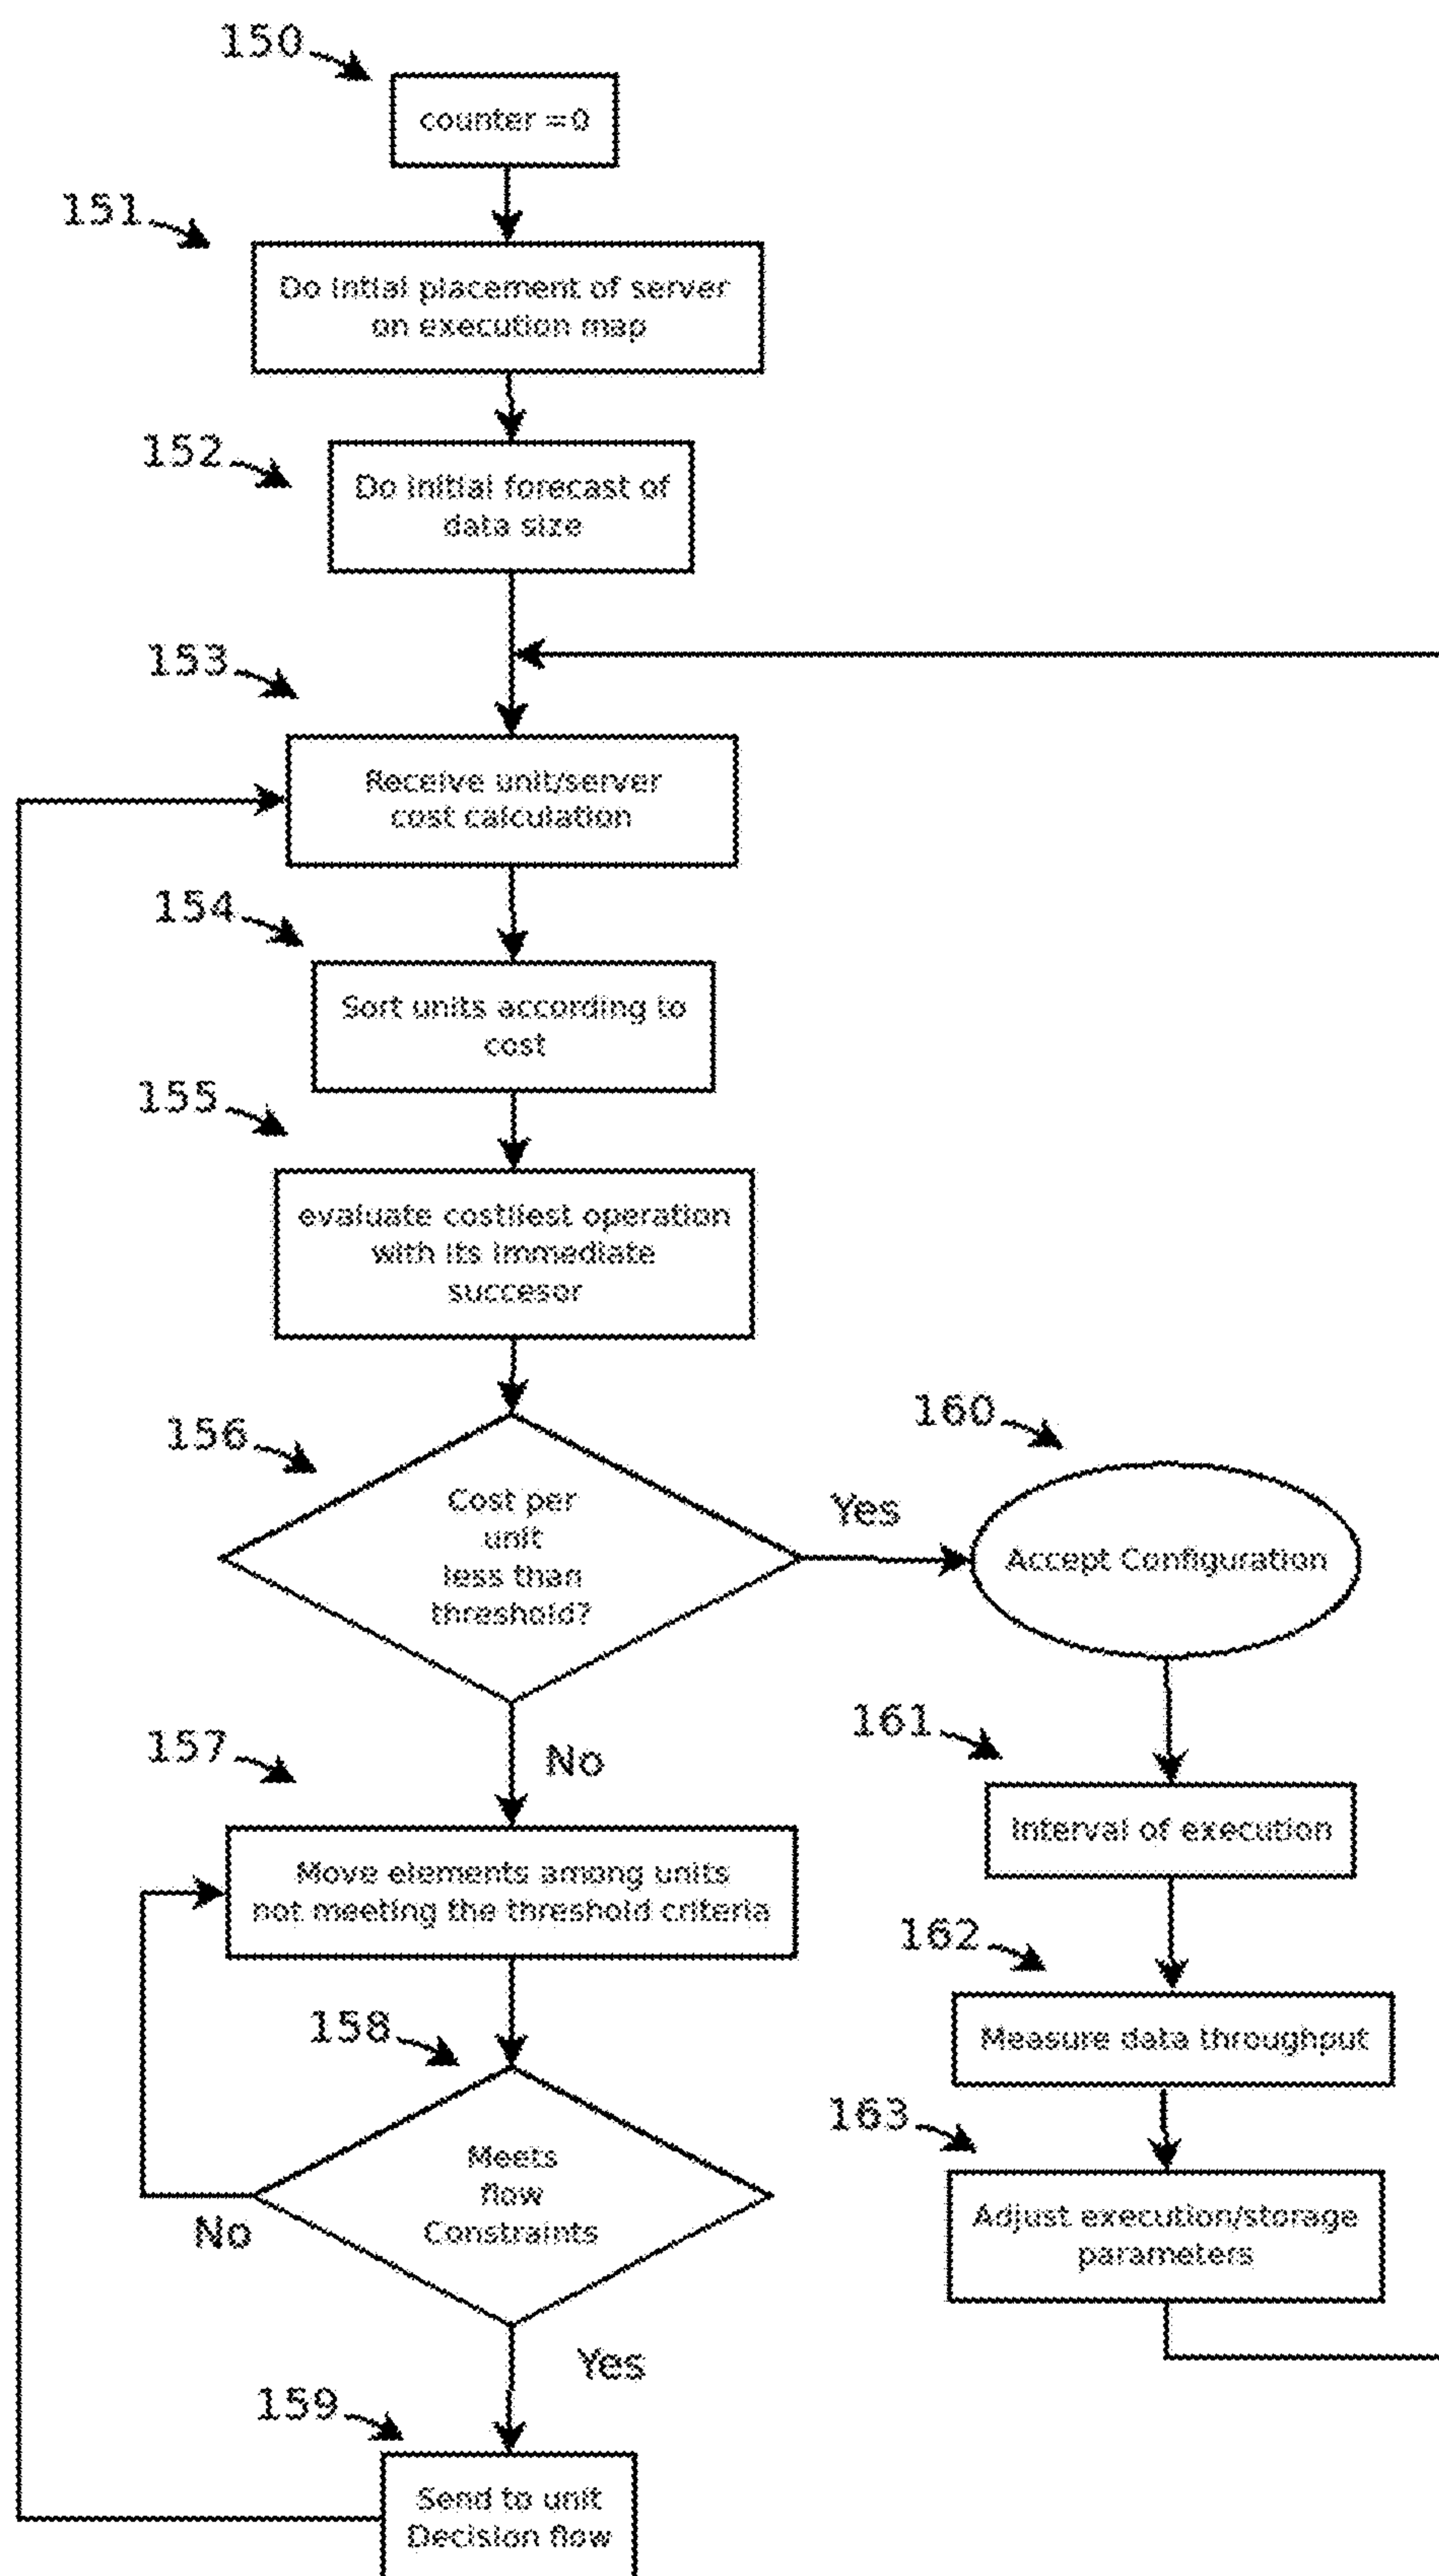 150
counter =0
151
Do intial placement of server
on execution map
152
Do initial forecast of
data size
153
Receive unit/server
cost calculation
154
Sort units according to
cost
155
evaluate costliest operation
with its immediate
succesor
156
Cost per
unit
less than
threshold?
Yes
160
Accept Configuration
No
157
Move elements among units
not meeting the threshold criteria
158
Meets
flow
Constraints
No
Yes
159
Send to unit
Decision flow
161
Interval of execution
162
Measure data throughput
163
Adjust execution/storage
parameters